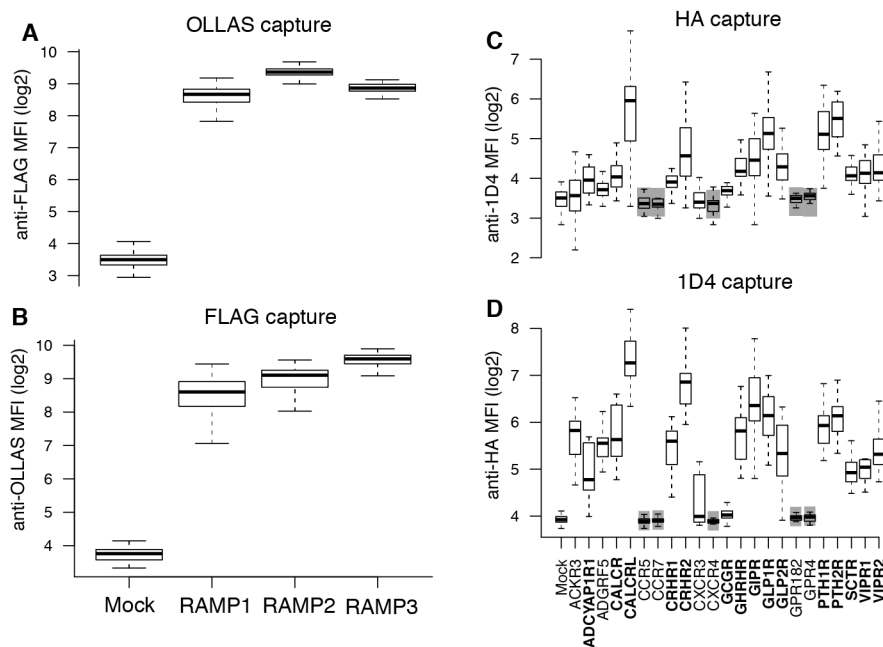 A
OLLAS capture
anti-FLAG MFI (log2)
10
9
8
7
6
5
4
3
B
FLAG capture
anti-OLLAS MFI (log2)
10
9
8
7
6
5
4
Mock RAMP1 RAMP2 RAMP3
C
HA capture
anti-1D4 MFI (log2)
7
6
5
4
3
2
D
1D4 capture
anti-HA MFI (log2)
8
7
6
5
4
Mock
ACKR3
ADCYAP1R1
ADGRF5
CALCR
CALCRL
CCR5
CCR7
CRHR1
CRHR2
CXCR3
CXCR4
GCGR
GHRHR
GIPR
GLP1R
GLP2R
GPR182
GPR4
PTH1R
PTH2R
SCTR
VIPR1
VIPR2